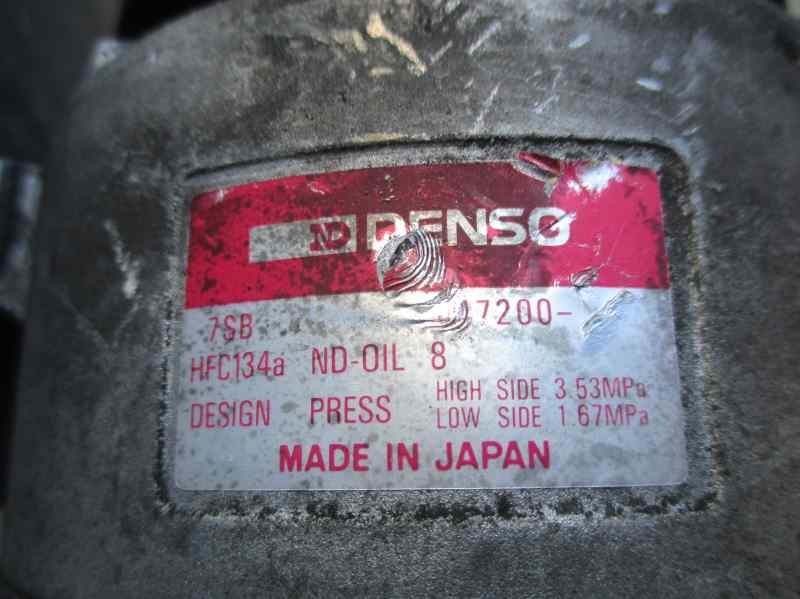 ND DENSO
7SB
HFC134a ND-OIL 8
DESIGN PRESS HIGH SIDE 3.53MPa
LOW SIDE 1.67MPa
MADE IN JAPAN